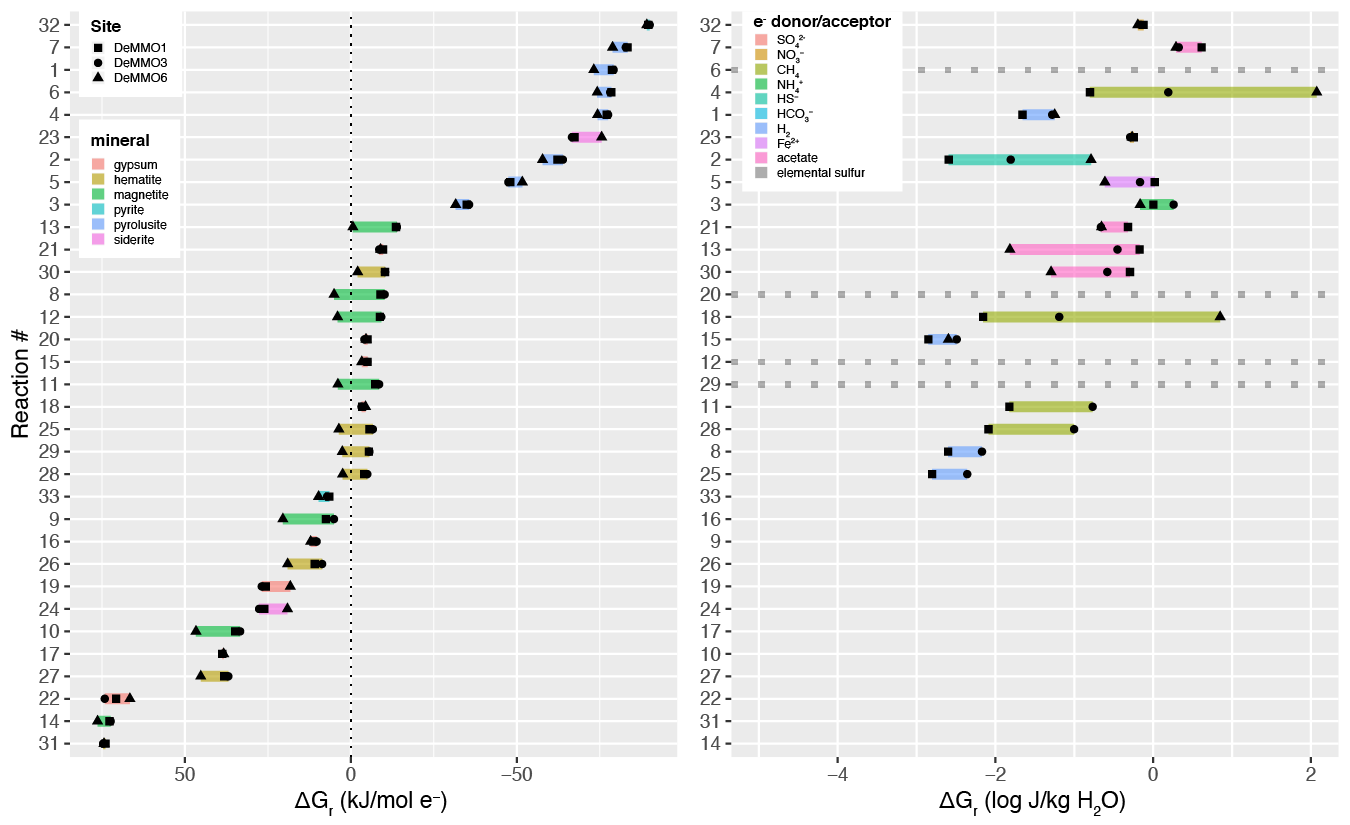 Site
DeMMO1
DeMMO3
DeMMO6
mineral
gypsum
hematite
magnetite
pyrite
pyrolusite
siderite
Reaction #
32
7
1
6
4
23
2
5
3
13
21
30
8
12
20
15
11
18
25
29
28
33
9
16
26
19
24
10
17
27
22
14
31
50
0
−50
ΔGr (kJ/mol e⁻)
e⁻ donor/acceptor
SO₄²⁻
NO₃⁻
CH₄
NH₄⁺
HS⁻
HCO₃⁻
H₂
Fe²⁺
acetate
elemental sulfur
32
7
6
4
1
23
2
5
3
21
13
30
20
18
15
12
29
11
28
8
25
33
16
9
26
19
24
17
10
27
22
31
14
−4
−2
0
2
ΔGr (log J/kg H₂O)